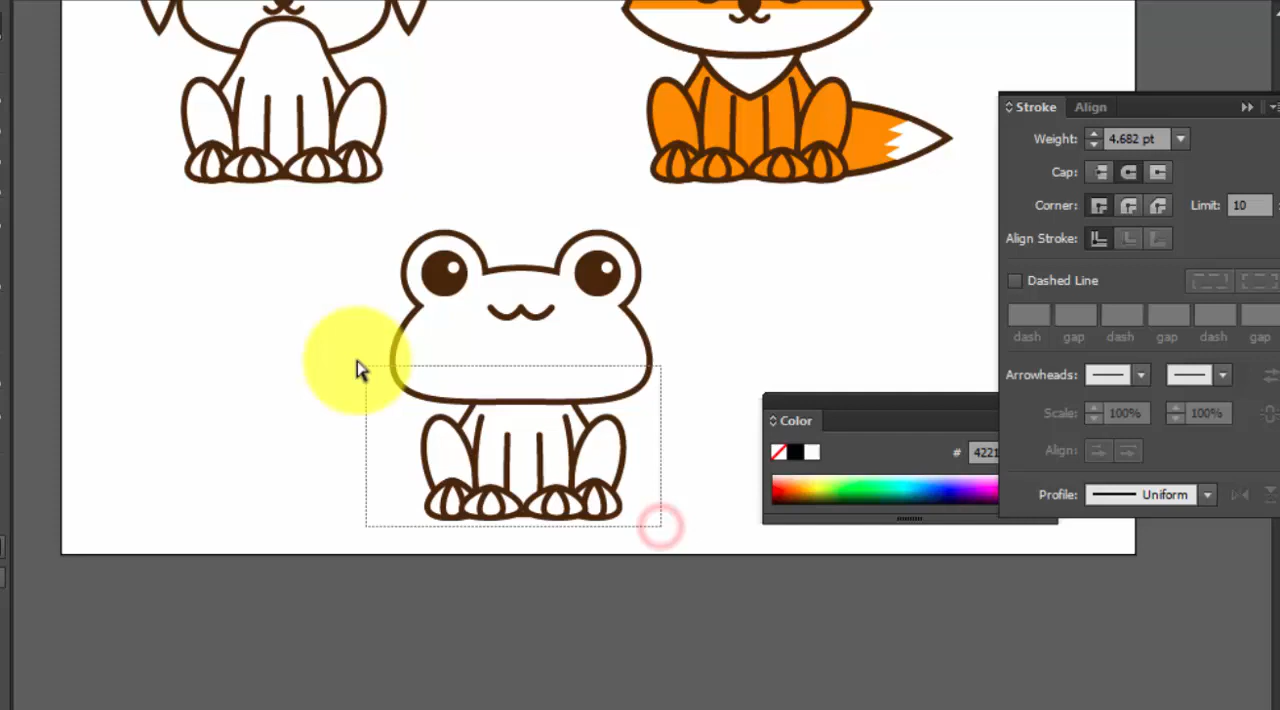 Stroke Align
Weight: 4.682 pt
Cap:
Corner: Limit: 10
Align Stroke:
Dashed Line
dash gap dash gap dash gap
Arrowheads:
Scale: 100% 100%
Align:
Profile: Uniform
Color
# 4221